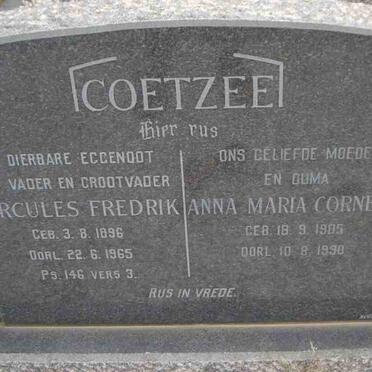 COETZEE
Hier rus
DIERBARE EGGENOOT
VADER EN GROOTVADER
RCULES FREDRIK
GEB. 3. 8. 1896
OORL. 22. 6. 1965
PS. 146 VERS 3.
ONS GELIEFDE MOEDE
EN OUMA
ANNA MARIA CORNE
GEB. 18. 9. 1905
OORL. 10. 8. 1990
RUS IN VREDE.